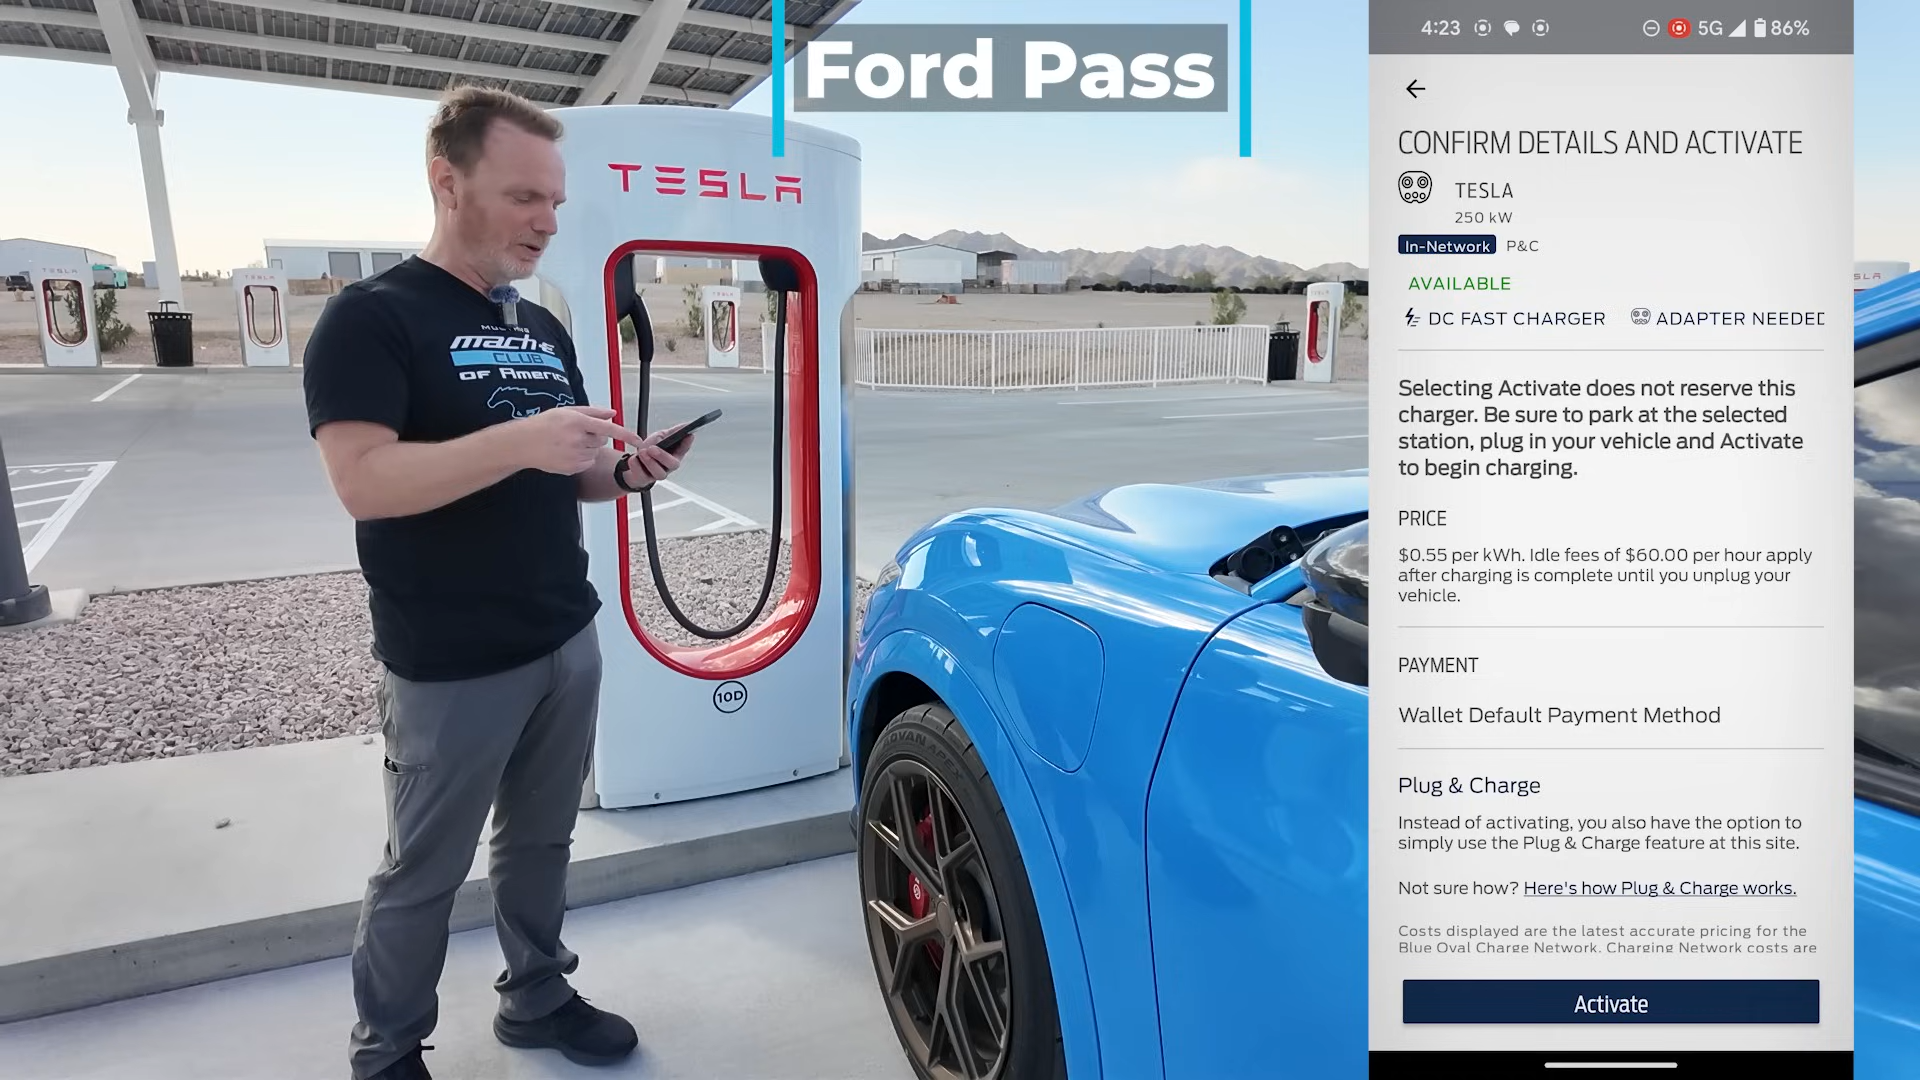 Ford Pass
TESLA
10D
MUSTANG
mach-e
CLUB
OF America
ADVAN APEX
TESLA
TESLA
TESLA
4:23
5G
86%
CONFIRM DETAILS AND ACTIVATE
TESLA
250 kW
In-Network P&C
AVAILABLE
DC FAST CHARGER ADAPTER NEEDED
Selecting Activate does not reserve this
charger. Be sure to park at the selected
station, plug in your vehicle and Activate
to begin charging.
PRICE
$0.55 per kWh. Idle fees of $60.00 per hour apply
after charging is complete until you unplug your
vehicle.
PAYMENT
Wallet Default Payment Method
Plug & Charge
Instead of activating, you also have the option to
simply use the Plug & Charge feature at this site.
Not sure how? Here's how Plug & Charge works.
Costs displayed are the latest accurate pricing for the
Blue Oval Charge Network. Charging Network costs are
Activate